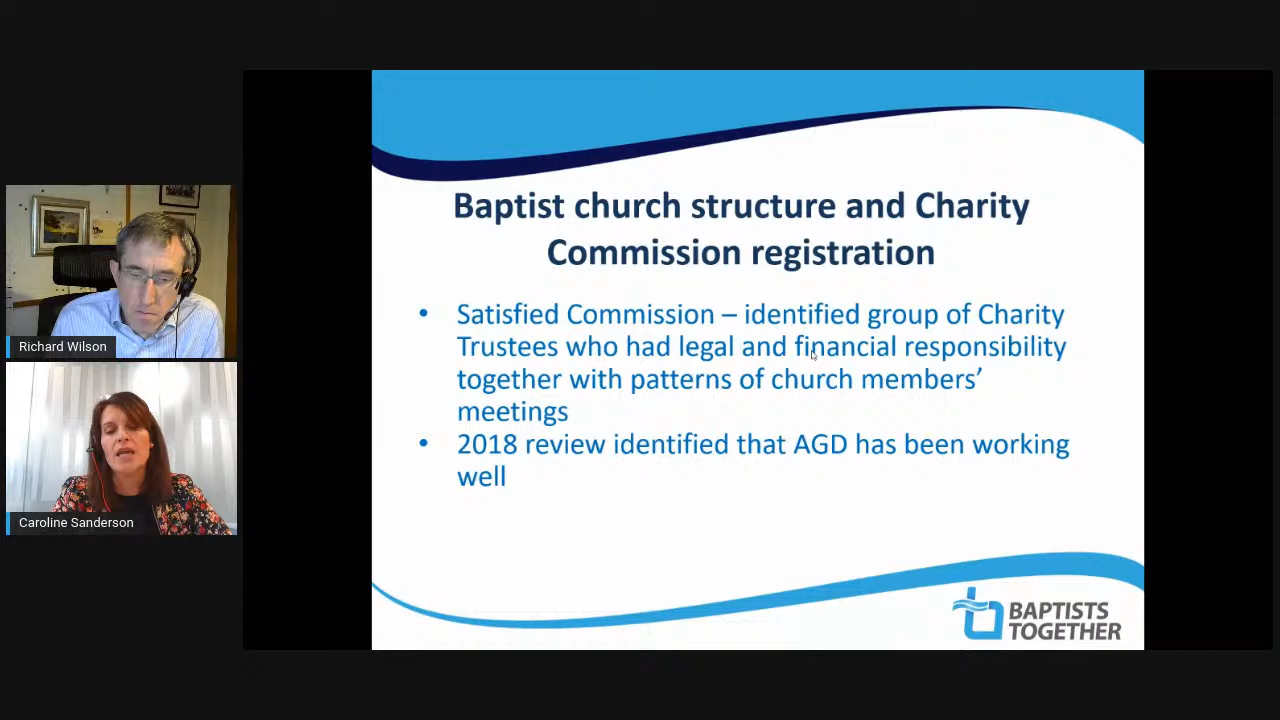 Baptist church structure and Charity
Commission registration
• Satisfied Commission – identified group of Charity
Trustees who had legal and financial responsibility
together with patterns of church members’
meetings
• 2018 review identified that AGD has been working
well
BAPTISTS
TOGETHER
Richard Wilson
Caroline Sanderson